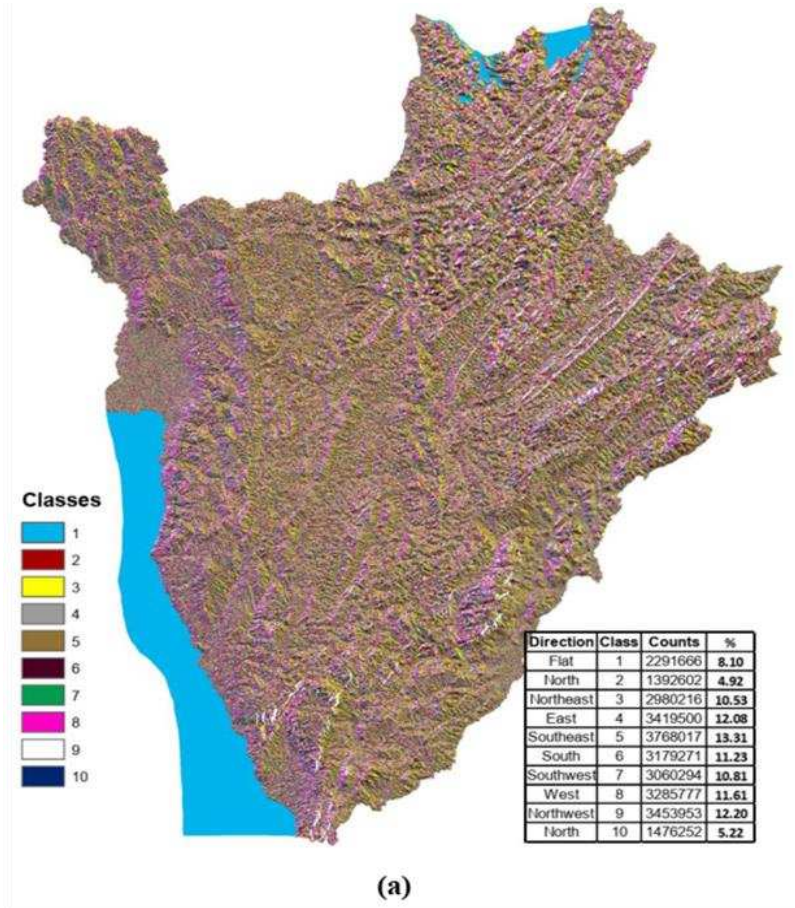 Classes
1
2
3
4
5
6
7
8
9
10
Direction Class Counts %
Flat 1 2291666 8.10
North 2 1392602 4.92
Northeast 3 2980216 10.53
East 4 3419500 12.08
Southeast 5 3768017 13.31
South 6 3179271 11.23
Southwest 7 3060294 10.81
West 8 3285777 11.61
Northwest 9 3453953 12.20
North 10 1476252 5.22
(a)